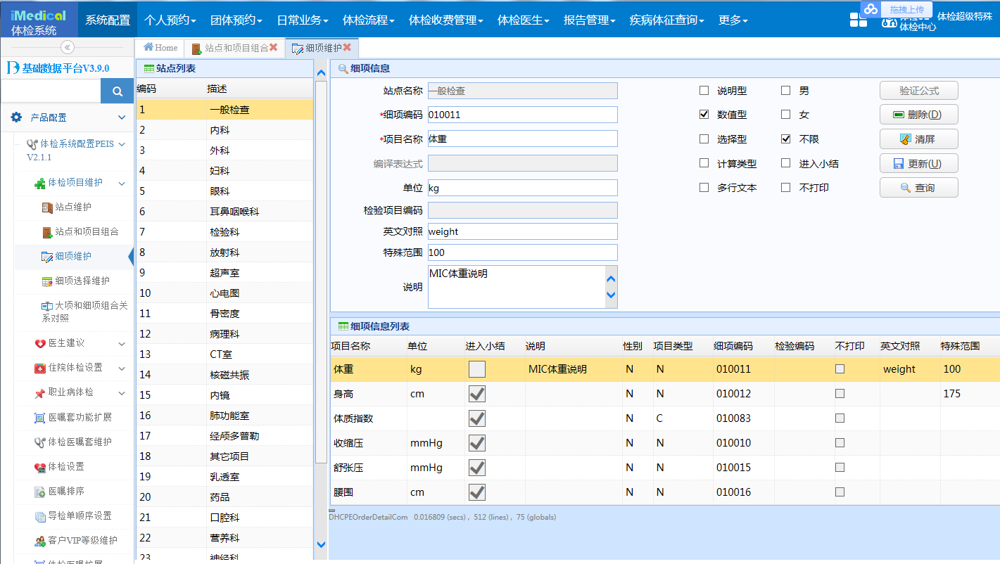 iMedical
体检系统
系统配置
个人预约
团体预约
日常业务
体检流程
体检收费管理
体检医生
报告管理
疾病体征查询
更多
拖拽上传
体检中心
体检超级特殊
基础数据平台V3.9.0
产品配置
体检系统配置PEIS
V2.1.1
体检项目维护
站点维护
站点和项目组合
细项维护
细项选择维护
大项和细项组合关
系对照
医生建议
住院体检设置
职业病体检
医嘱套功能扩展
体检医嘱套维护
体检设置
医嘱排序
导检单顺序设置
客户VIP等级维护
体检医嘱扩展
Home
站点和项目组合
细项维护
站点列表
编码 描述
1 一般检查
2 内科
3 外科
4 妇科
5 眼科
6 耳鼻咽喉科
7 检验科
8 放射科
9 超声室
10 心电图
11 骨密度
12 病理科
13 CT室
14 核磁共振
15 内镜
16 肺功能室
17 经颅多普勒
18 其它项目
19 乳透室
20 药品
21 口腔科
22 营养科
23 神经科
细项信息
站点名称 一般检查 说明型 男 验证公式
*细项编码 010011 数值型 女 删除(D)
*项目名称 体重 选择型 不限 清屏
编译表达式 计算类型 进入小结 更新(U)
单位 kg 多行文本 不打印 查询
检验项目编码
英文对照 weight
特殊范围 100
说明 MIC体重说明
细项信息列表
项目名称 单位 进入小结 说明 性别 项目类型 细项编码 检验编码 不打印 英文对照 特殊范围
体重 kg MIC体重说明 N N 010011 weight 100
身高 cm N N 010012 175
体质指数 N C 010083
收缩压 mmHg N N 010010
舒张压 mmHg N N 010015
腰围 cm N N 010016
DHCPEOrderDetailCom 0.016809 (secs) , 512 (lines) , 75 (globals)